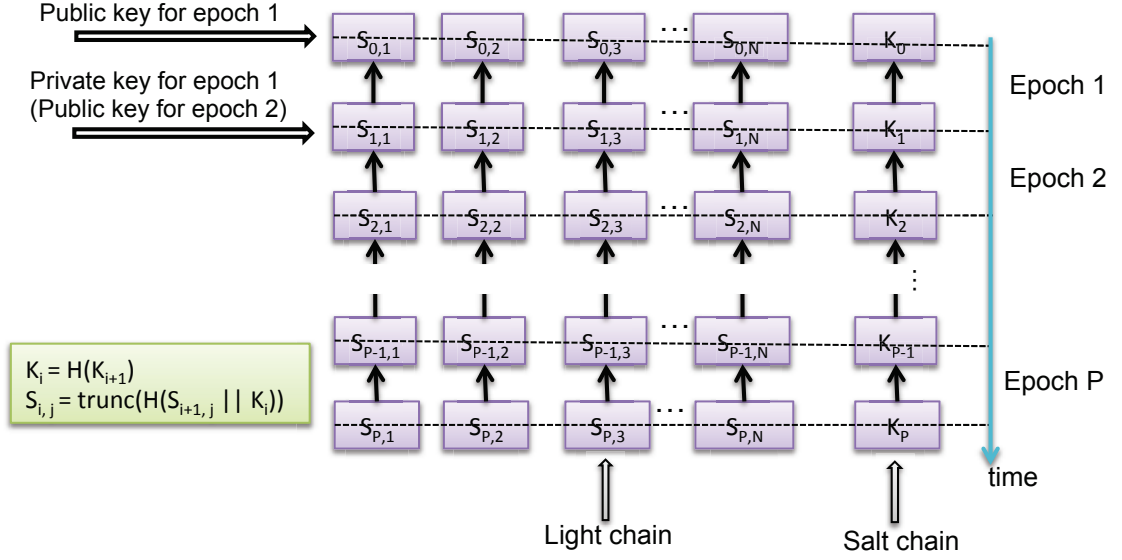 Public key for epoch 1
S0,1 S0,2 S0,3 ... S0,N K0
Private key for epoch 1
(Public key for epoch 2)
Epoch 1
S1,1 S1,2 S1,3 ... S1,N K1
Epoch 2
S2,1 S2,2 S2,3 ... S2,N K2
...
SP-1,1 SP-1,2 SP-1,3 ... SP-1,N KP-1
Ki = H(Ki+1)
Si, j = trunc(H(Si+1, j || Ki))
Epoch P
SP,1 SP,2 SP,3 ... SP,N KP
time
Light chain Salt chain